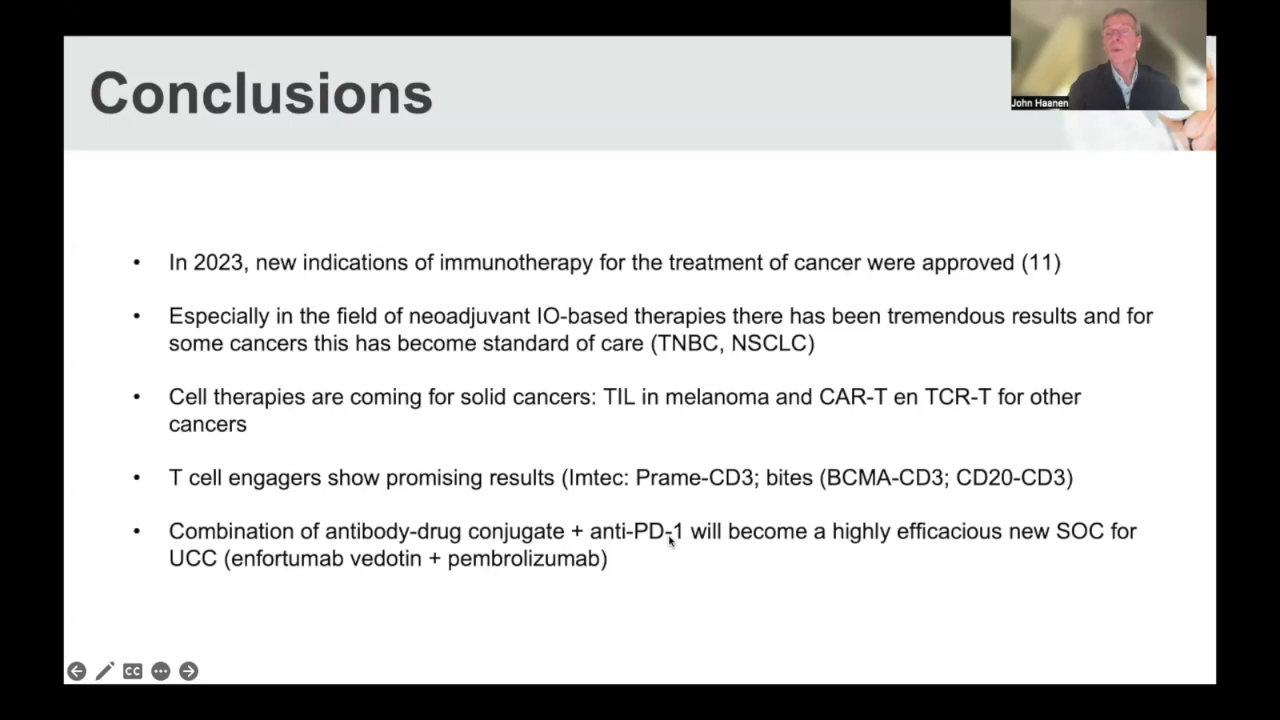 Conclusions
John Haanen
• In 2023, new indications of immunotherapy for the treatment of cancer were approved (11)
• Especially in the field of neoadjuvant IO-based therapies there has been tremendous results and for
some cancers this has become standard of care (TNBC, NSCLC)
• Cell therapies are coming for solid cancers: TIL in melanoma and CAR-T en TCR-T for other
cancers
• T cell engagers show promising results (Imtec: Prame-CD3; bites (BCMA-CD3; CD20-CD3)
• Combination of antibody-drug conjugate + anti-PD-1 will become a highly efficacious new SOC for
UCC (enfortumab vedotin + pembrolizumab)
CC